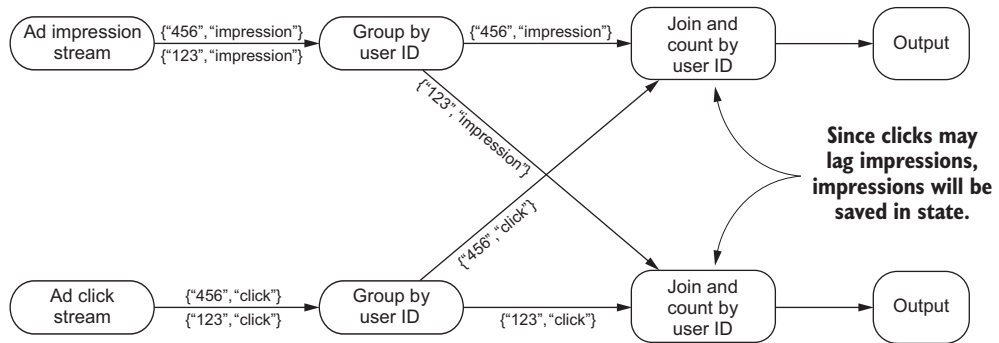 Ad impression
stream
{“456”,“impression”}
{“123”,“impression”}
Group by
user ID
{“456”,“impression”}
Join and
count by
user ID
Output
{“123”,“impression”}
{“456”,“click”}
Since clicks may
lag impressions,
impressions will be
saved in state.
Ad click
stream
{“456”,“click”}
{“123”,“click”}
Group by
user ID
{“123”,“click”}
Join and
count by
user ID
Output